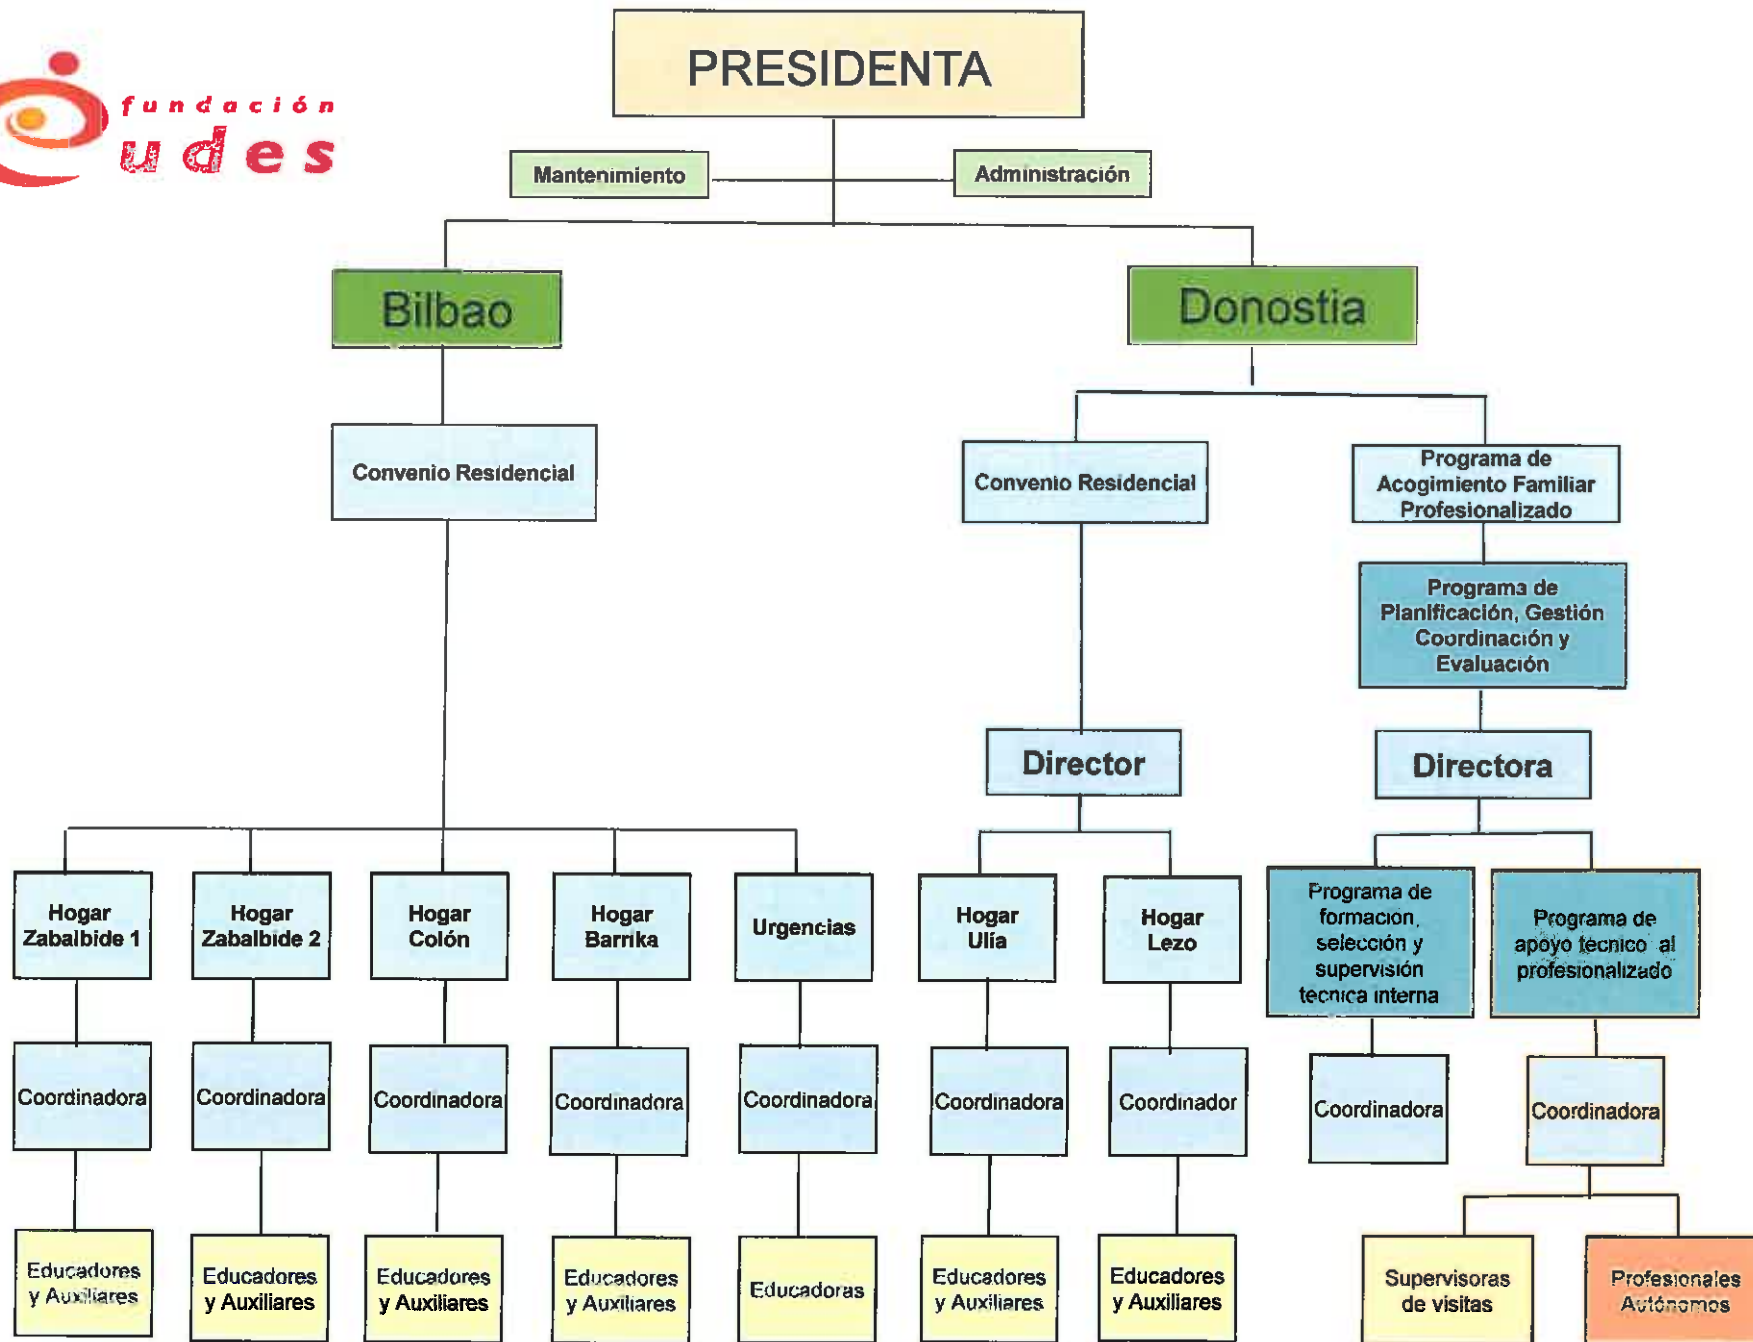 PRESIDENTA
fundación
udes
Mantenimiento
Administración
Bilbao
Donostia
Convenio Residencial
Convenio Residencial
Programa de
Acogimiento Familiar
Profesionalizado
Programa de
Planificación, Gestión
Coordinación y
Evaluación
Director
Directora
Hogar
Zabalbide 1
Hogar
Zabalbide 2
Hogar
Colón
Hogar
Barrika
Urgencias
Hogar
Ulía
Hogar
Lezo
Programa de
formación,
selección y
supervisión
tecnica interna
Programa de
apoyo tecnico al
profesionalizado
Coordinadora
Coordinadora
Coordinadora
Coordinadora
Coordinadora
Coordinadora
Coordinador
Coordinadora
Coordinadora
Educadores
y Auxiliares
Educadores
y Auxiliares
Educadores
y Auxiliares
Educadores
y Auxiliares
Educadoras
Educadores
y Auxiliares
Educadores
y Auxiliares
Supervisoras
de visitas
Profesionales
Autónomos